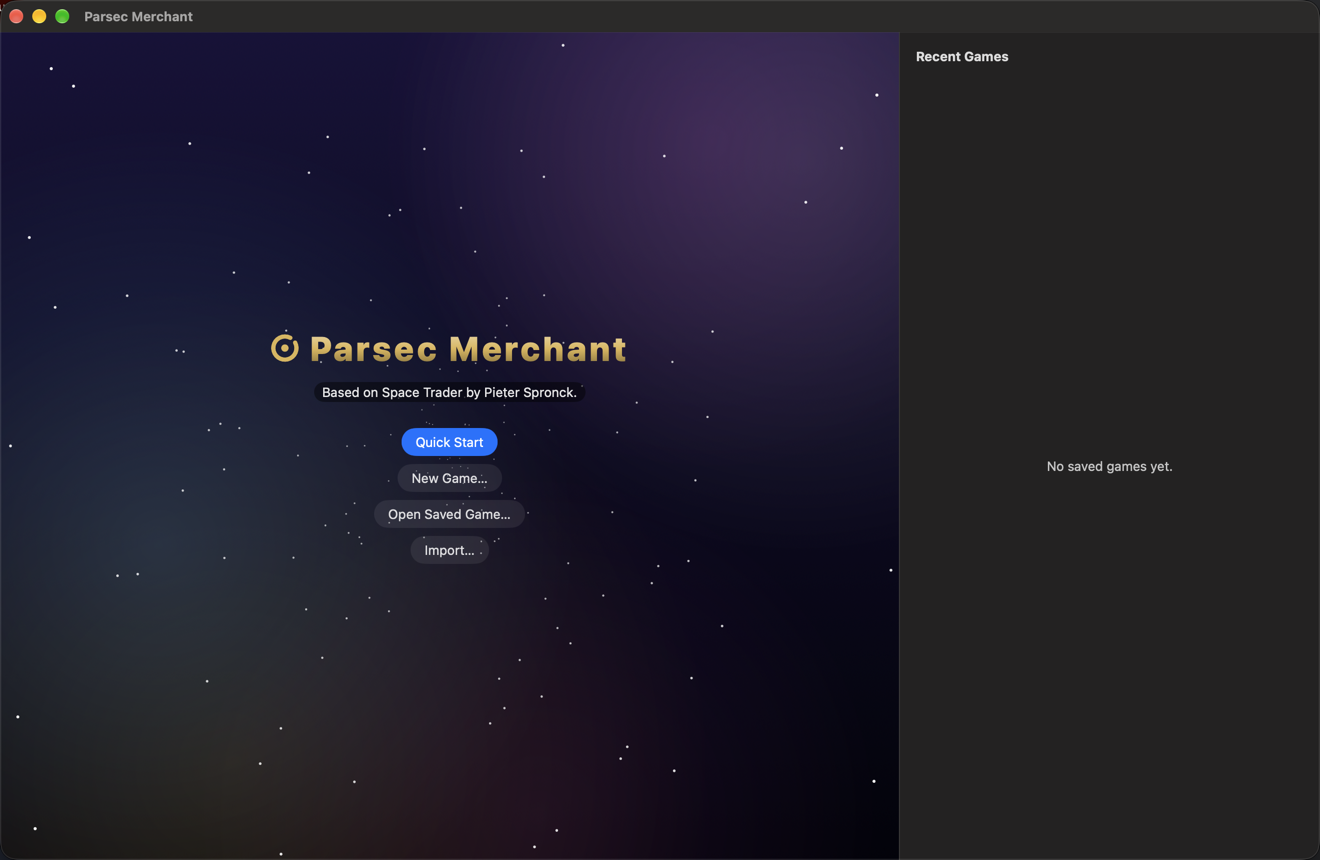 Parsec Merchant
Recent Games
Parsec Merchant
Based on Space Trader by Pieter Spronck.
Quick Start
New Game...
Open Saved Game...
Import...
No saved games yet.